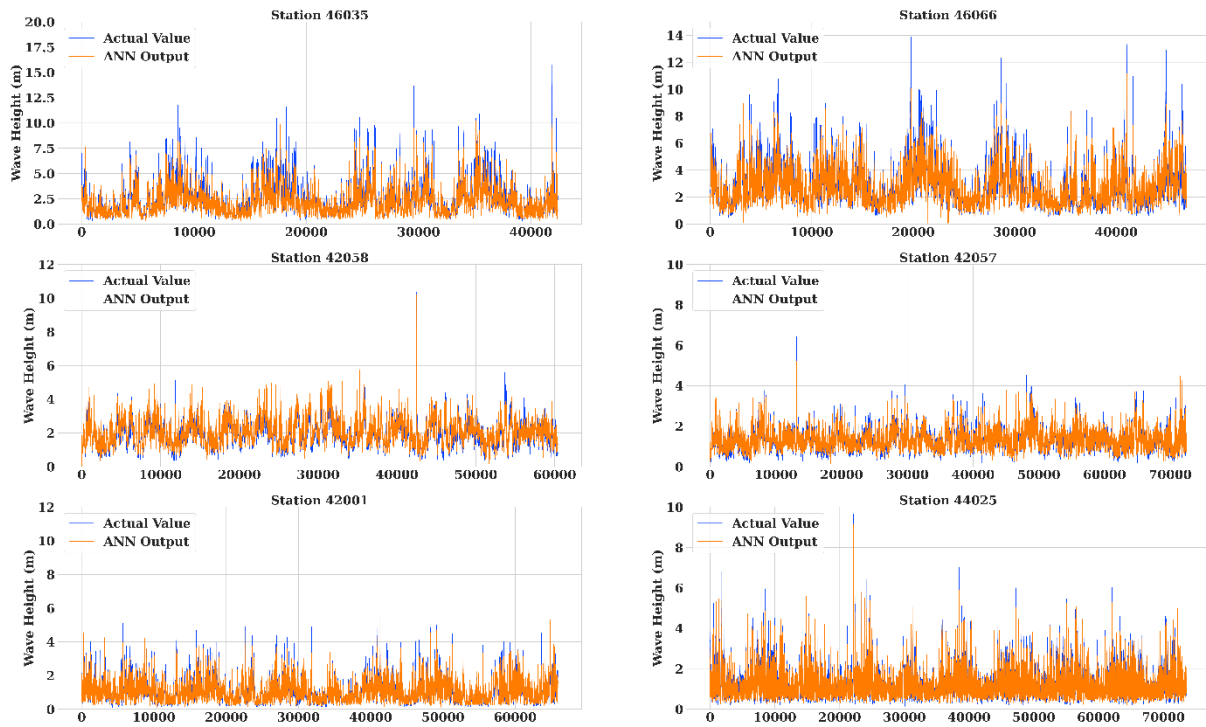 Station 46035
20.0
17.5
15.0
12.5
10.0
7.5
5.0
2.5
0.0
Wave Height (m)
Actual Value
ANN Output
0 10000 20000 30000 40000
Station 46066
14
12
10
8
6
4
2
0
Wave Height (m)
Actual Value
ANN Output
0 10000 20000 30000 40000
Station 42058
12
10
8
6
4
2
0
Wave Height (m)
Actual Value
ANN Output
0 10000 20000 30000 40000 50000 60000
Station 42057
10
8
6
4
2
0
Wave Height (m)
Actual Value
ANN Output
0 10000 20000 30000 40000 50000 60000 70000
Station 42001
12
10
8
6
4
2
0
Wave Height (m)
Actual Value
ANN Output
0 10000 20000 30000 40000 50000 60000
Station 44025
10
8
6
4
2
0
Wave Height (m)
Actual Value
ANN Output
0 10000 20000 30000 40000 50000 60000 70000